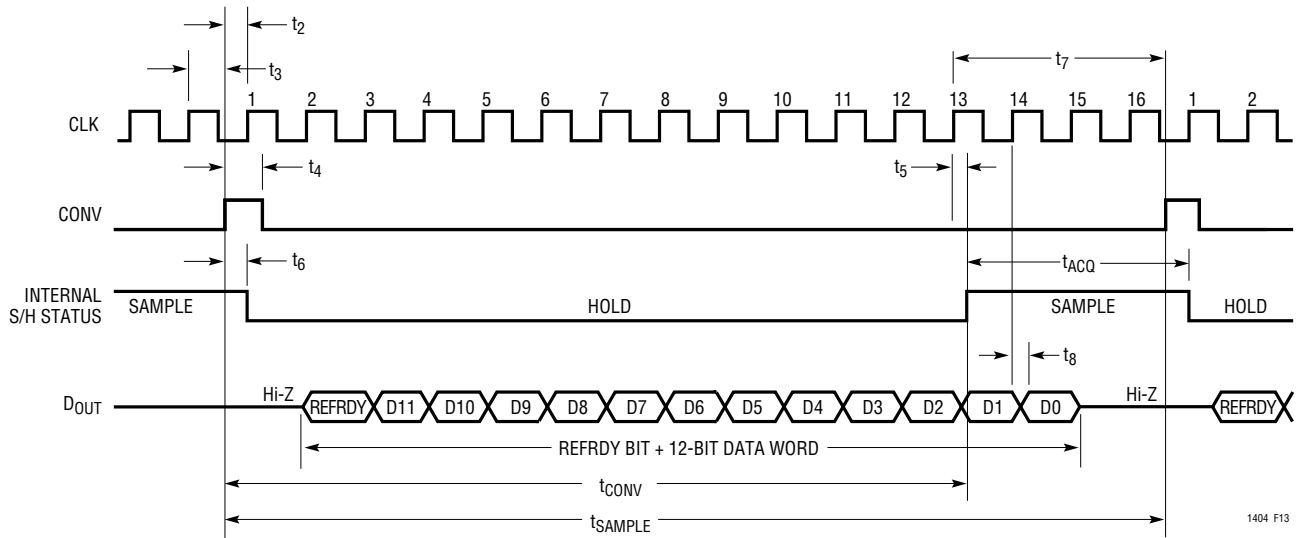 t2
t3
t7
1 2 3 4 5 6 7 8 9 10 11 12 13 14 15 16 1 2
CLK
t4
t5
CONV
t6
tACQ
INTERNAL
S/H STATUS
SAMPLE HOLD SAMPLE HOLD
t8
DOUT
Hi-Z REFRDY D11 D10 D9 D8 D7 D6 D5 D4 D3 D2 D1 D0 Hi-Z REFRDY
REFRDY BIT + 12-BIT DATA WORD
tCONV
tSAMPLE
1404 F13